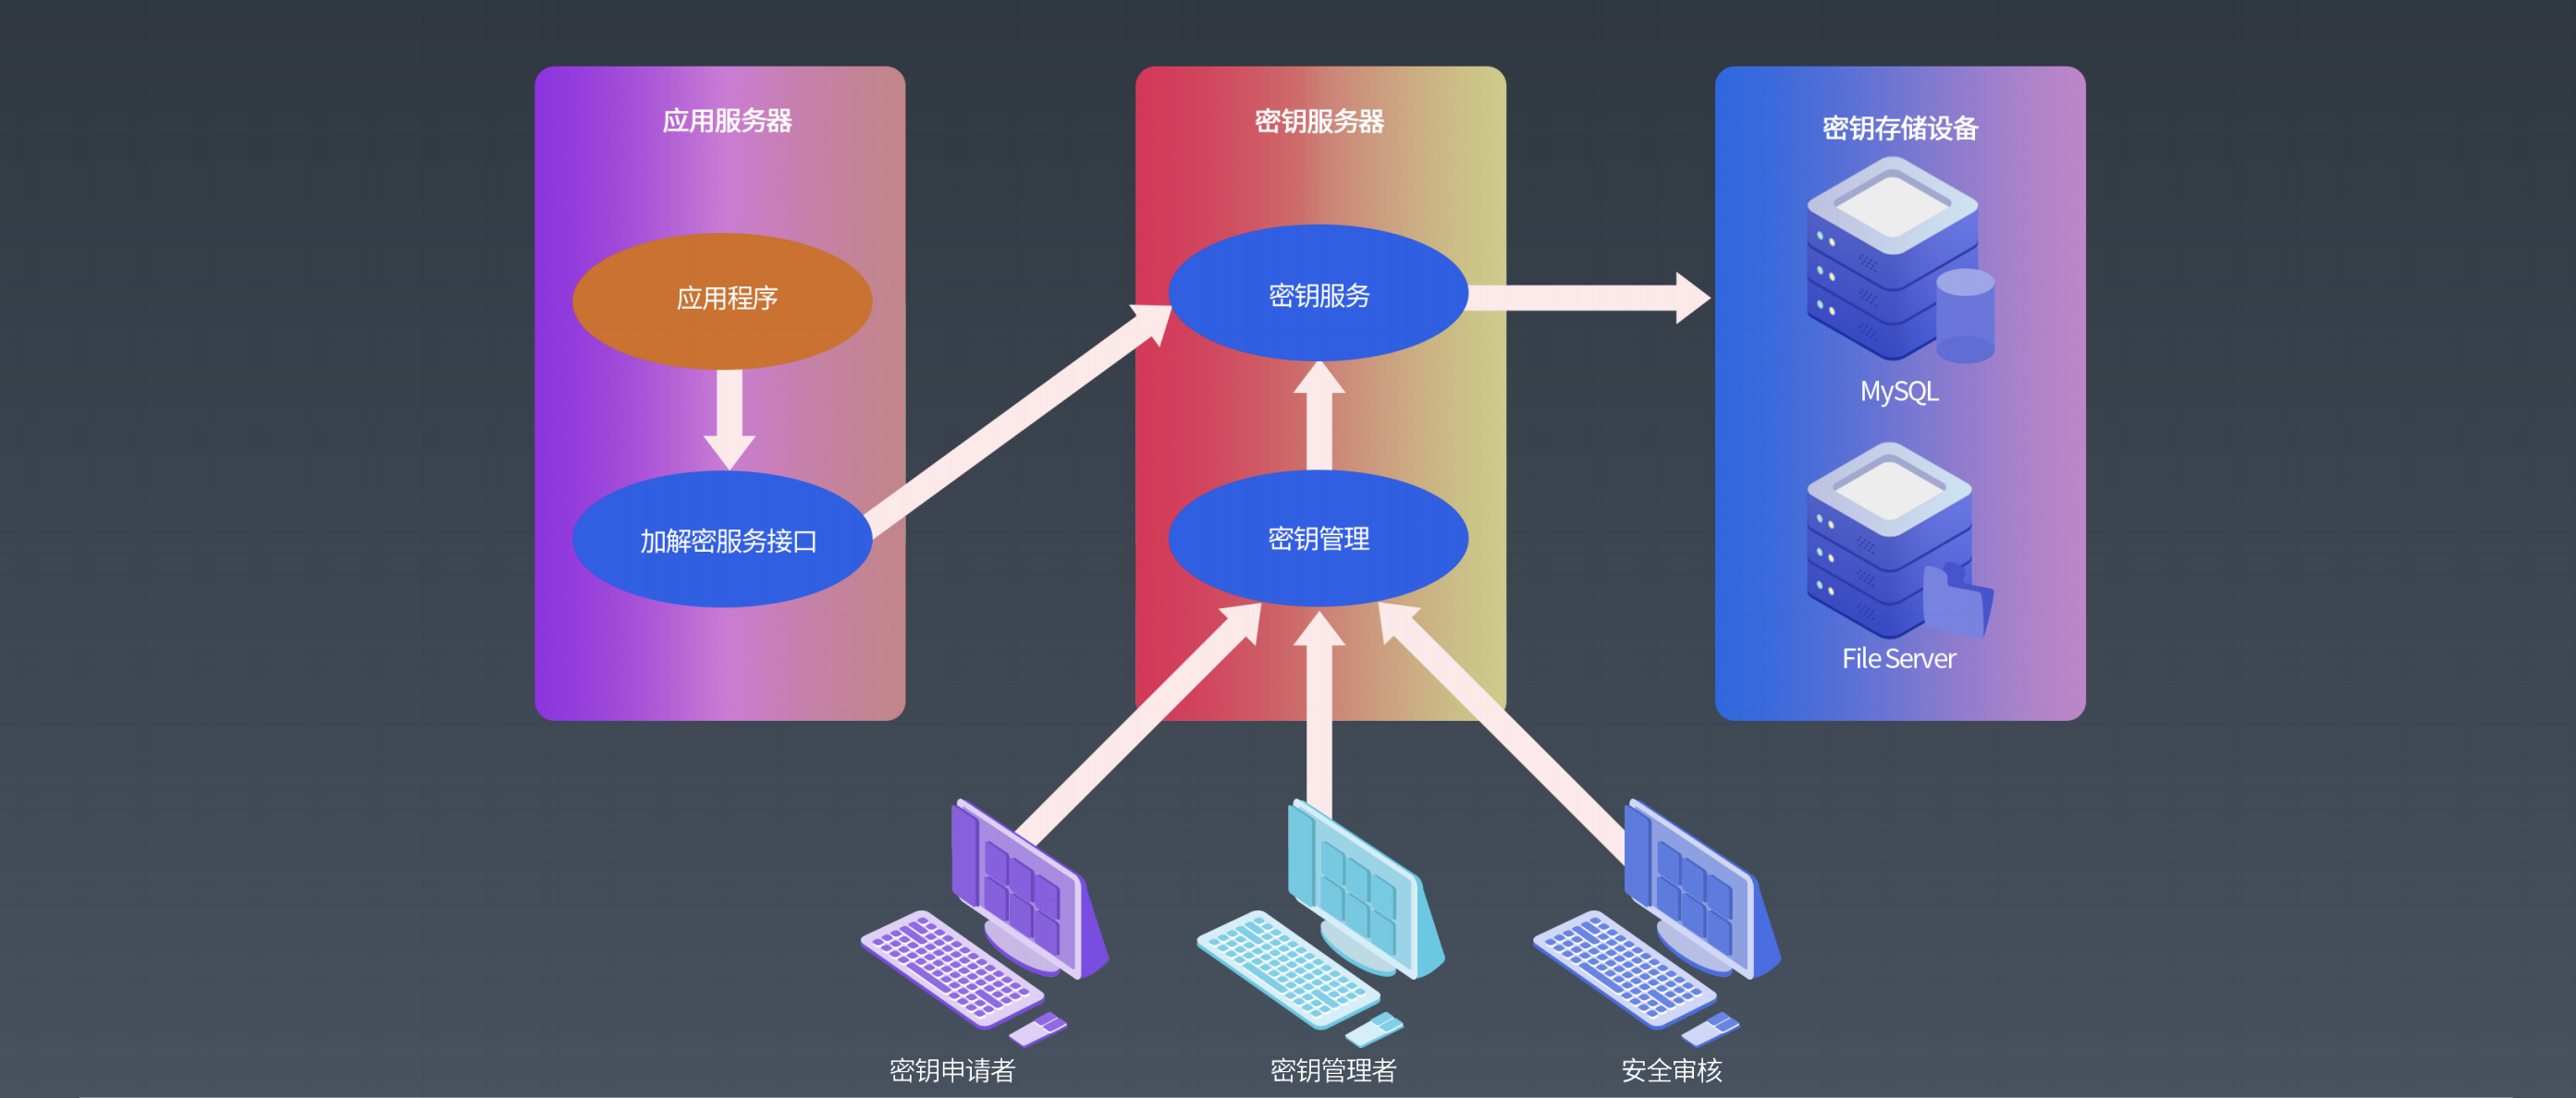 应用服务器
应用程序
加解密服务接口
密钥服务器
密钥服务
密钥管理
密钥存储设备
MySQL
File Server
密钥申请者
密钥管理者
安全审核